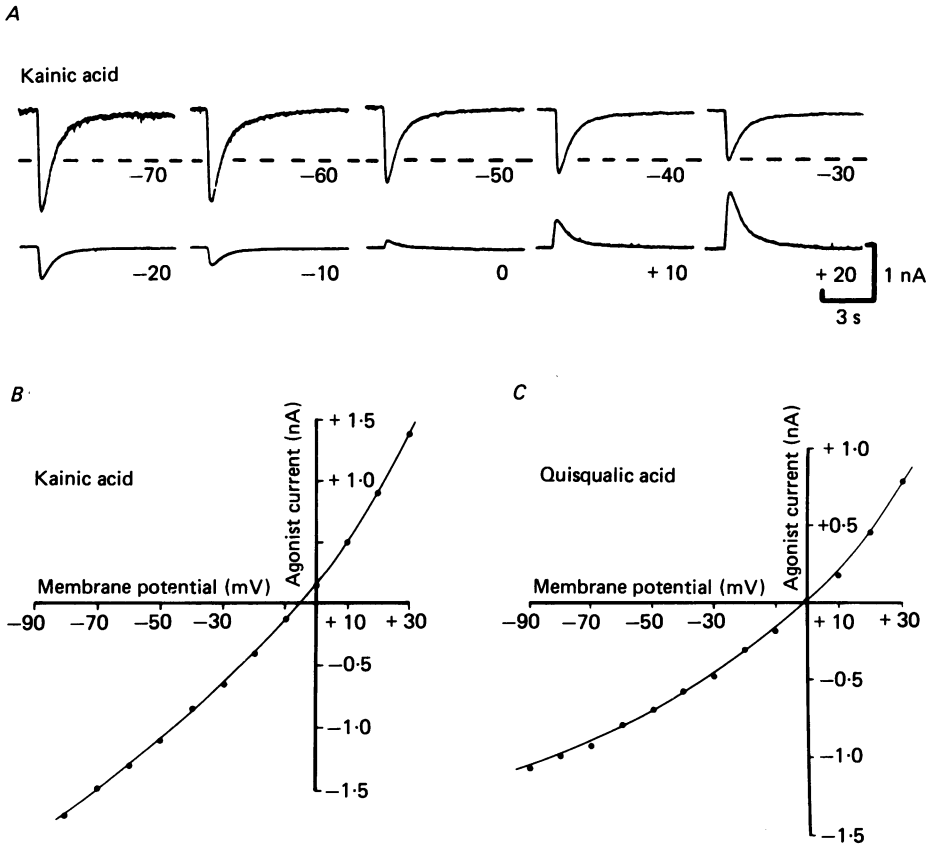 A
Kainic acid
−70 −60 −50 −40 −30
−20 −10 0 + 10 + 20
1 nA
3 s
B
Kainic acid
Agonist current (nA)
+ 1·5
+ 1·0
Membrane potential (mV)
−90 −70 −50 −30 + 10 + 30
−0·5
−1·0
−1·5
C
Quisqualic acid
Agonist current (nA)
+ 1·0
+0·5
Membrane potential (mV)
−90 −70 −50 −30 + 10 + 30
−0·5
−1·0
−1·5